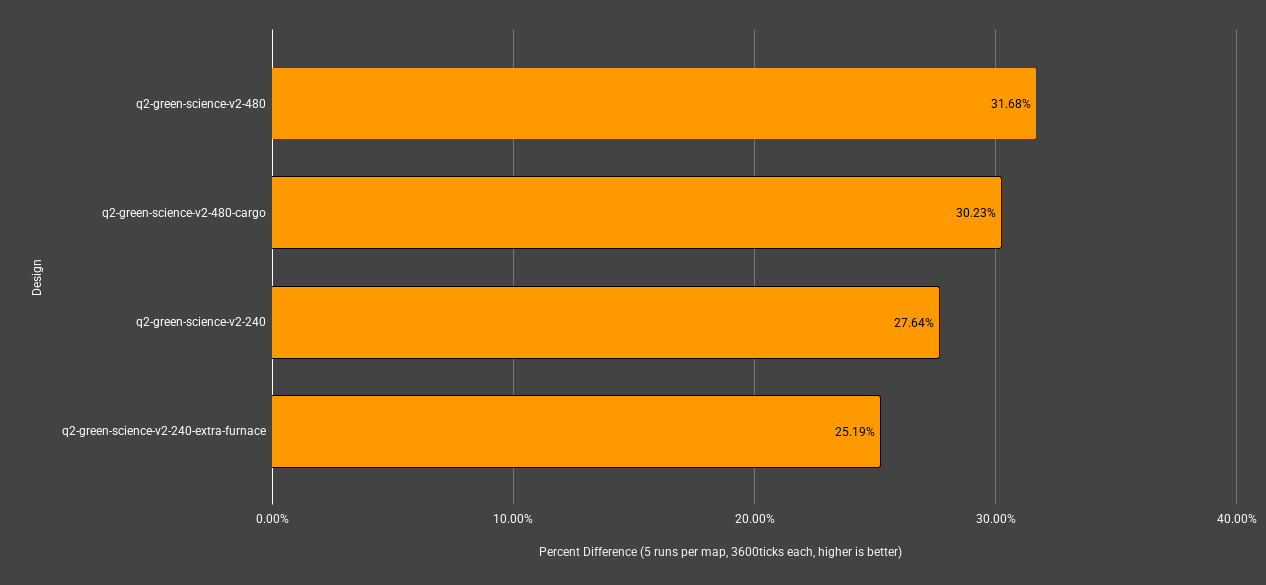 q2-green-science-v2-480
31.68%
q2-green-science-v2-480-cargo
30.23%
Design
q2-green-science-v2-240
27.64%
q2-green-science-v2-240-extra-furnace
25.19%
0.00%
10.00%
20.00%
30.00%
40.00%
Percent Difference (5 runs per map, 3600ticks each, higher is better)